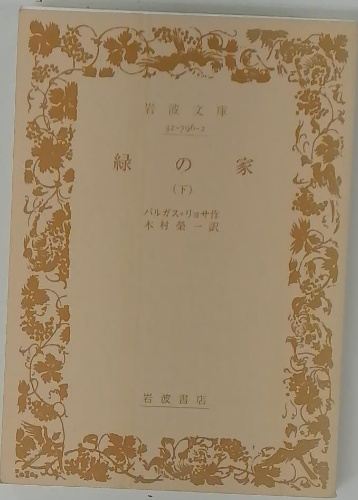 岩波文庫
32-796-2
緑の家
(下)
バルガス=リョサ作
木村榮一訳
岩波書店